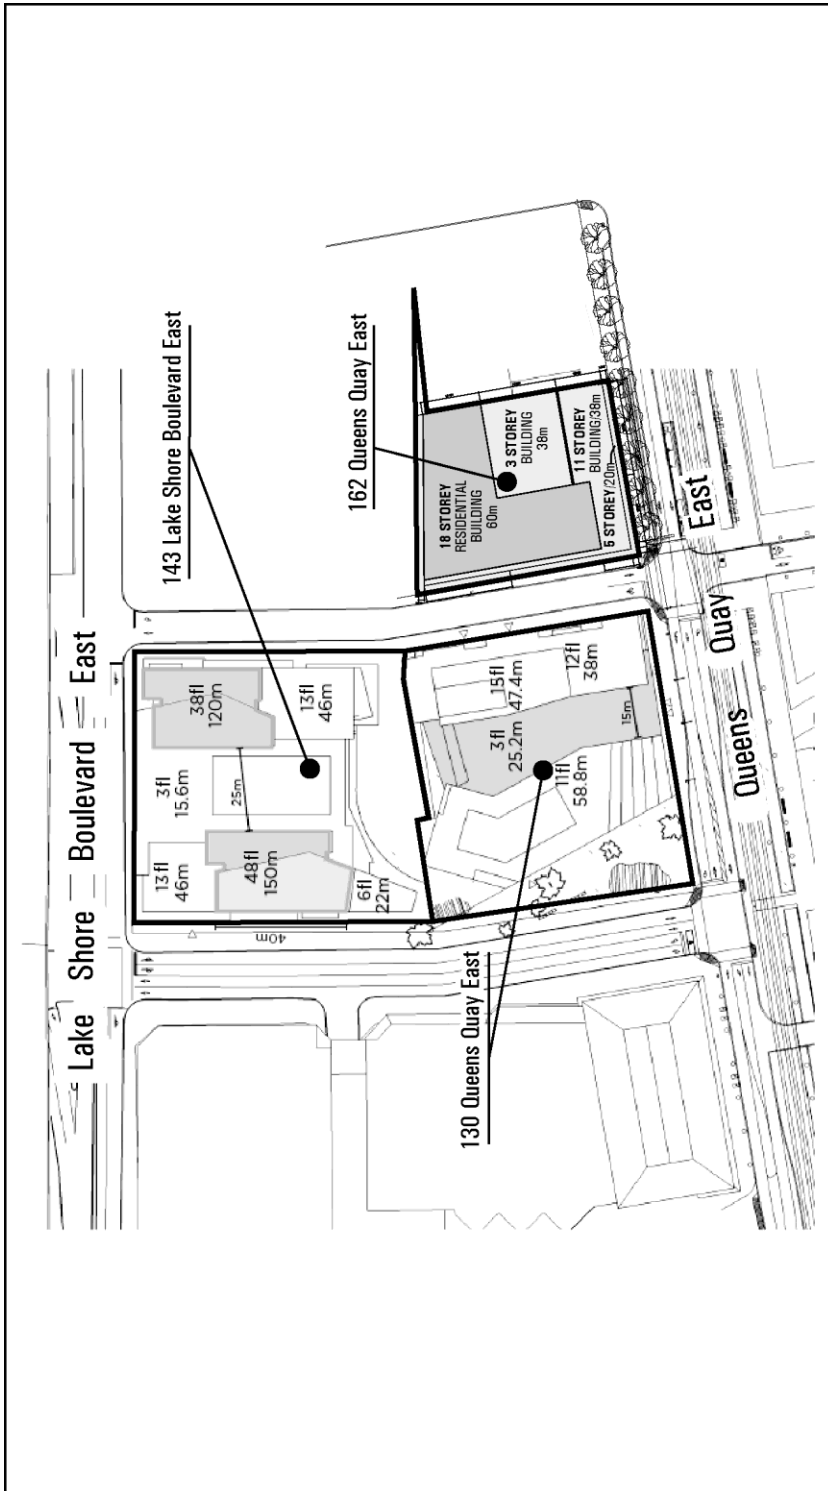 Lake Shore Boulevard East
143 Lake Shore Boulevard East
162 Queens Quay East
130 Queens Quay East
Queens Quay East
13fl
46m
3fl
15.6m
38fl
120m
48fl
150m
25m
13fl
46m
6fl
22m
40m
3fl
25.2m
15fl
47.4m
12fl
38m
11fl
58.8m
15m
18 STOREY
RESIDENTIAL
BUILDING
60m
3 STOREY
BUILDING
38m
11 STOREY
BUILDING/38m
5 STOREY/20m